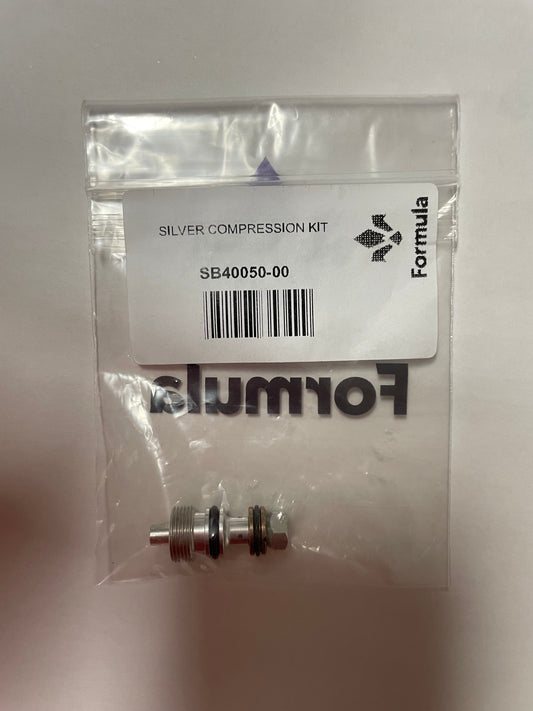 SILVER COMPRESSION KIT
SB40050-00
Formula
Formula